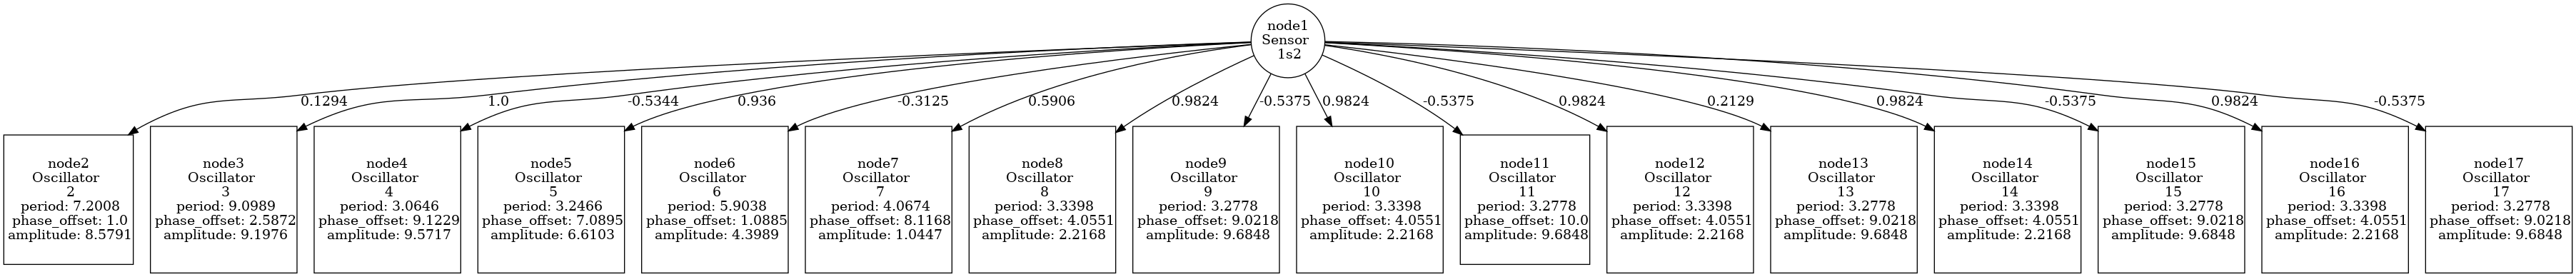 node1
Sensor
1s2
0.1294
1.0
-0.5344
0.936
-0.3125
0.5906
0.9824
-0.5375
0.9824
-0.5375
0.9824
0.2129
0.9824
-0.5375
0.9824
-0.5375
node2
Oscillator
2
period: 7.2008
phase_offset: 1.0
amplitude: 8.5791
node3
Oscillator
3
period: 9.0989
phase_offset: 2.5872
amplitude: 9.1976
node4
Oscillator
4
period: 3.0646
phase_offset: 9.1229
amplitude: 9.5717
node5
Oscillator
5
period: 3.2466
phase_offset: 7.0895
amplitude: 6.6103
node6
Oscillator
6
period: 5.9038
phase_offset: 1.0885
amplitude: 4.3989
node7
Oscillator
7
period: 4.0674
phase_offset: 8.1168
amplitude: 1.0447
node8
Oscillator
8
period: 3.3398
phase_offset: 4.0551
amplitude: 2.2168
node9
Oscillator
9
period: 3.2778
phase_offset: 9.0218
amplitude: 9.6848
node10
Oscillator
10
period: 3.3398
phase_offset: 4.0551
amplitude: 2.2168
node11
Oscillator
11
period: 3.2778
phase_offset: 10.0
amplitude: 9.6848
node12
Oscillator
12
period: 3.3398
phase_offset: 4.0551
amplitude: 2.2168
node13
Oscillator
13
period: 3.2778
phase_offset: 9.0218
amplitude: 9.6848
node14
Oscillator
14
period: 3.3398
phase_offset: 4.0551
amplitude: 2.2168
node15
Oscillator
15
period: 3.2778
phase_offset: 9.0218
amplitude: 9.6848
node16
Oscillator
16
period: 3.3398
phase_offset: 4.0551
amplitude: 2.2168
node17
Oscillator
17
period: 3.2778
phase_offset: 9.0218
amplitude: 9.6848